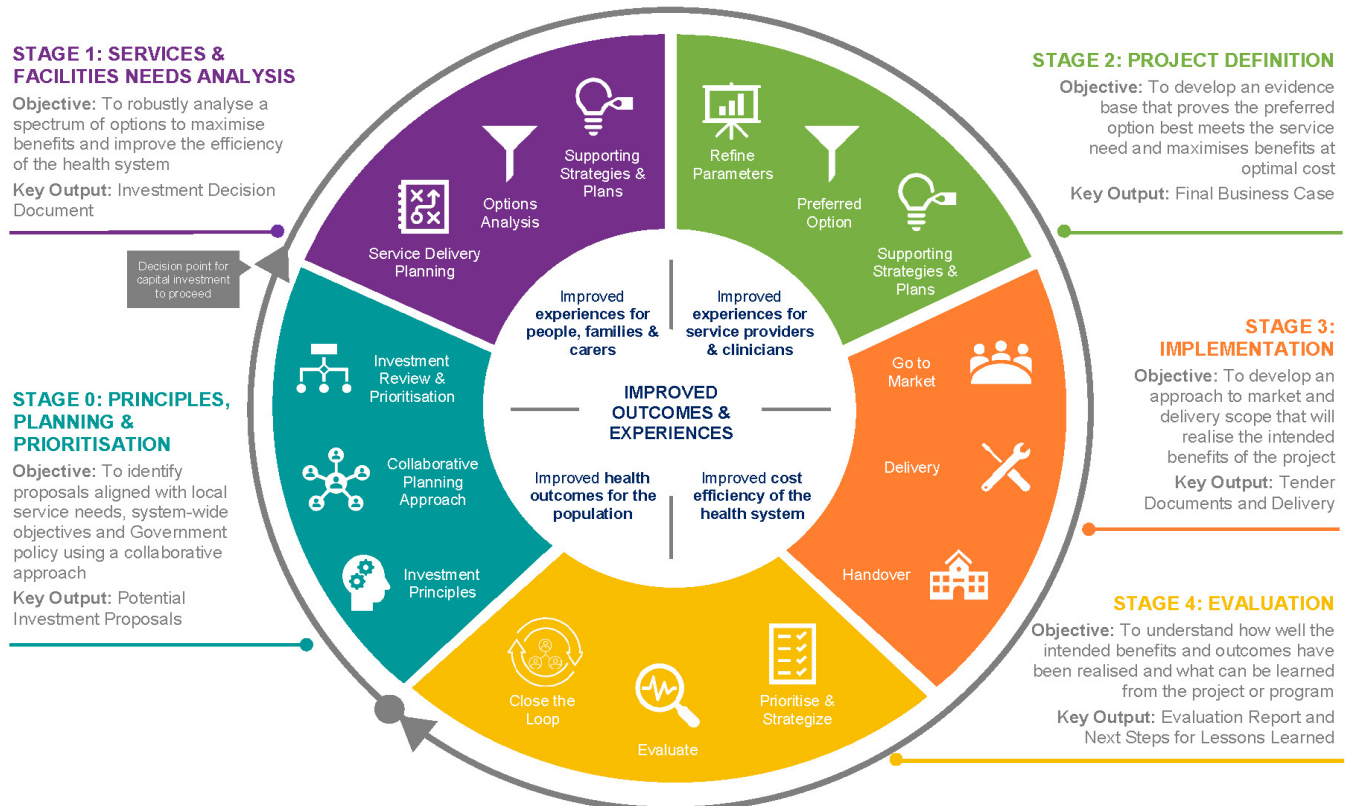 STAGE 1: SERVICES &
FACILITIES NEEDS ANALYSIS
Objective: To robustly analyse a
spectrum of options to maximise
benefits and improve the efficiency
of the health system
Key Output: Investment Decision
Document
Decision point for
capital investment
to proceed
STAGE 0: PRINCIPLES,
PLANNING &
PRIORITISATION
Objective: To identify
proposals aligned with local
service needs, system-wide
objectives and Government
policy using a collaborative
approach
Key Output: Potential
Investment Proposals
Supporting
Strategies &
Plans
Options
Analysis
Service Delivery
Planning
Refine
Parameters
Preferred
Option
Supporting
Strategies &
Plans
Investment
Review &
Prioritisation
Collaborative
Planning
Approach
Investment
Principles
Improved
experiences for
people, families &
carers
Improved
experiences for
service providers
& clinicians
IMPROVED
OUTCOMES &
EXPERIENCES
Improved health
outcomes for the
population
Improved cost
efficiency of the
health system
Go to
Market
Delivery
Handover
Close the
Loop
Evaluate
Prioritise &
Strategize
STAGE 2: PROJECT DEFINITION
Objective: To develop an evidence
base that proves the preferred
option best meets the service
need and maximises benefits at
optimal cost
Key Output: Final Business Case
STAGE 3:
IMPLEMENTATION
Objective: To develop an
approach to market and
delivery scope that will
realise the intended
benefits of the project
Key Output: Tender
Documents and Delivery
STAGE 4: EVALUATION
Objective: To understand how well the
intended benefits and outcomes have
been realised and what can be learned
from the project or program
Key Output: Evaluation Report and
Next Steps for Lessons Learned